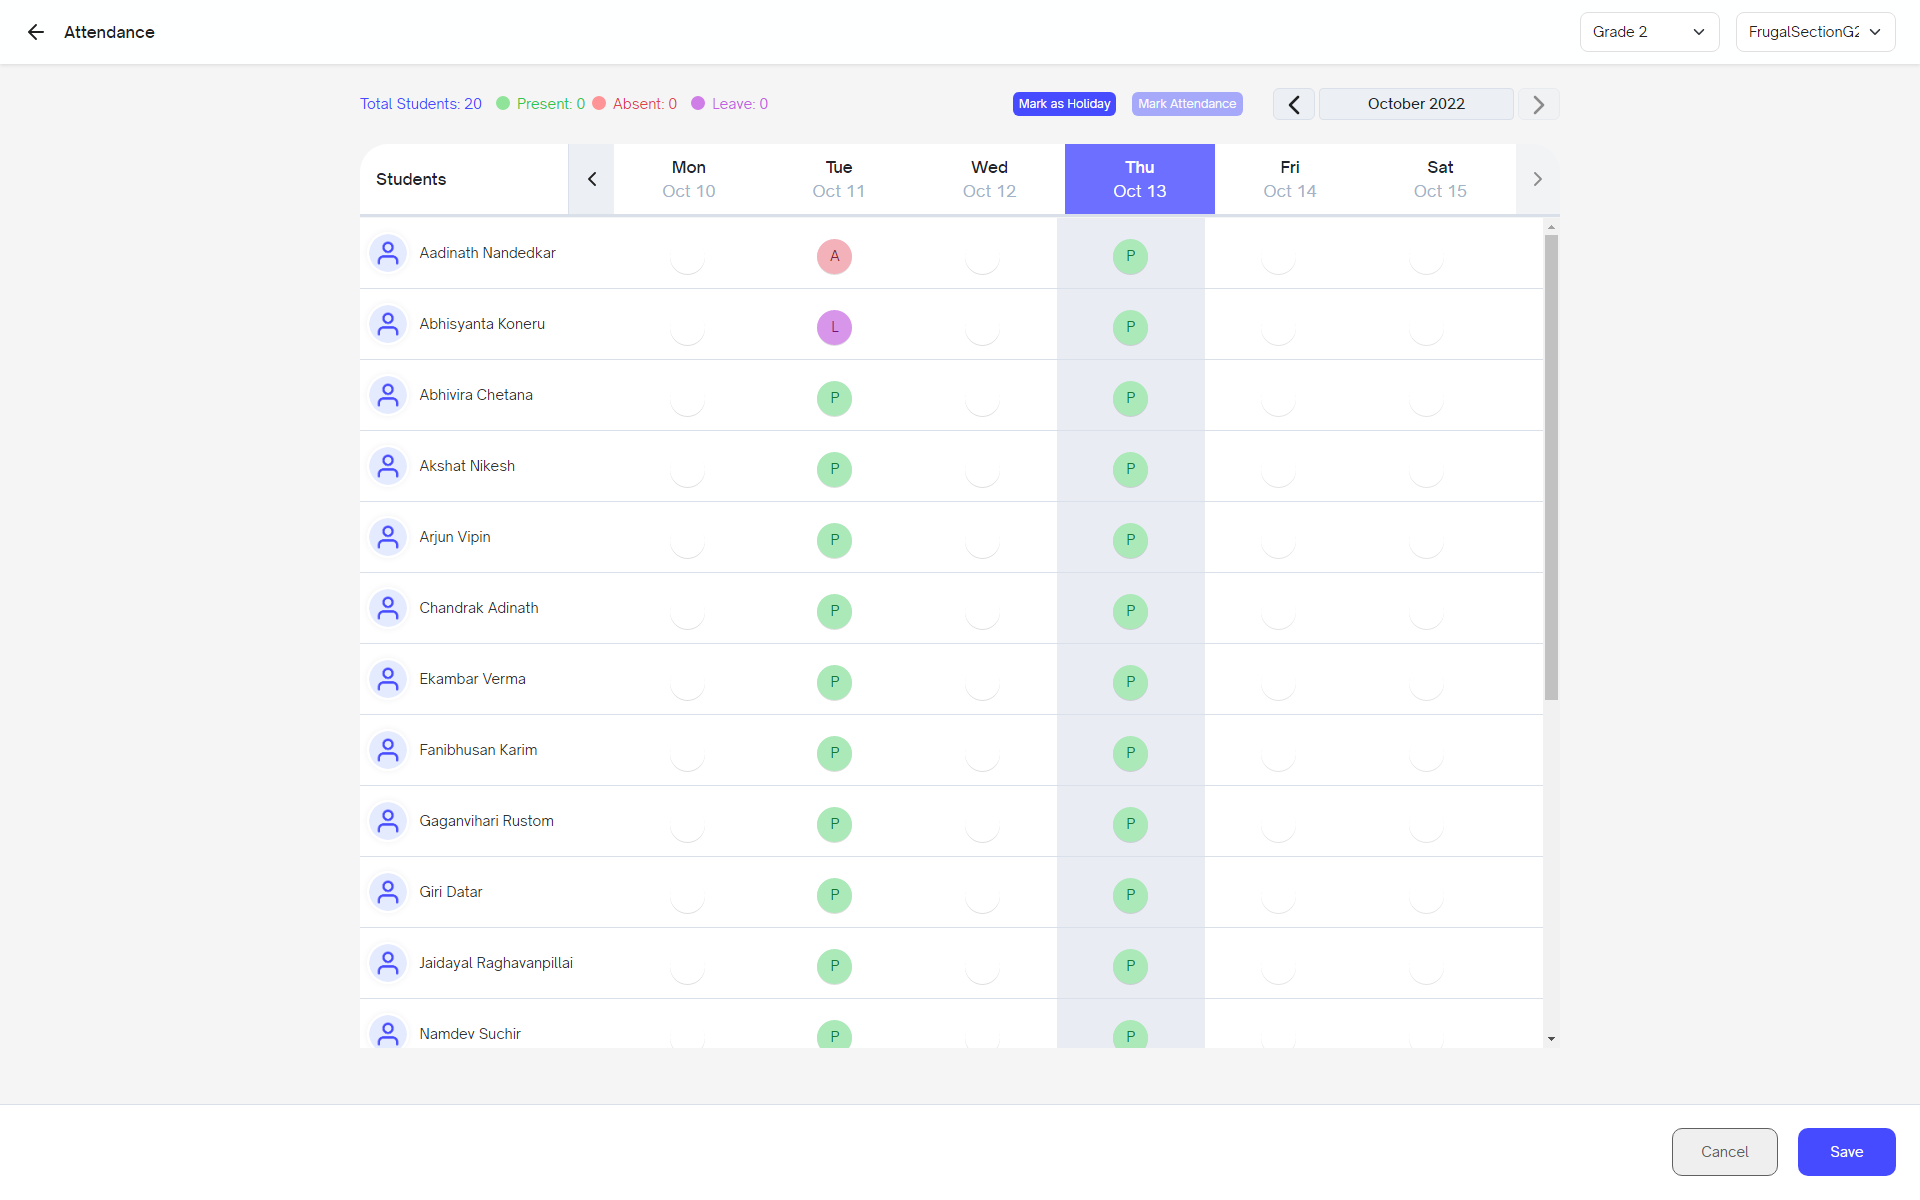 Attendance
Grade 2
FrugalSectionG2
Total Students: 20 Present: 0 Absent: 0 Leave: 0
Mark as Holiday
Mark Attendance
October 2022
Students Mon Tue Wed Thu Fri Sat
Oct 10 Oct 11 Oct 12 Oct 13 Oct 14 Oct 15
Aadinath Nandedkar A P
Abhisyanta Koneru L P
Abhivira Chetana P P
Akshat Nikesh P P
Arjun Vipin P P
Chandrak Adinath P P
Ekambar Verma P P
Fanibhusan Karim P P
Gaganvihari Rustom P P
Giri Datar P P
Jaidayal Raghavanpillai P P
Namdev Suchir P P
Cancel
Save